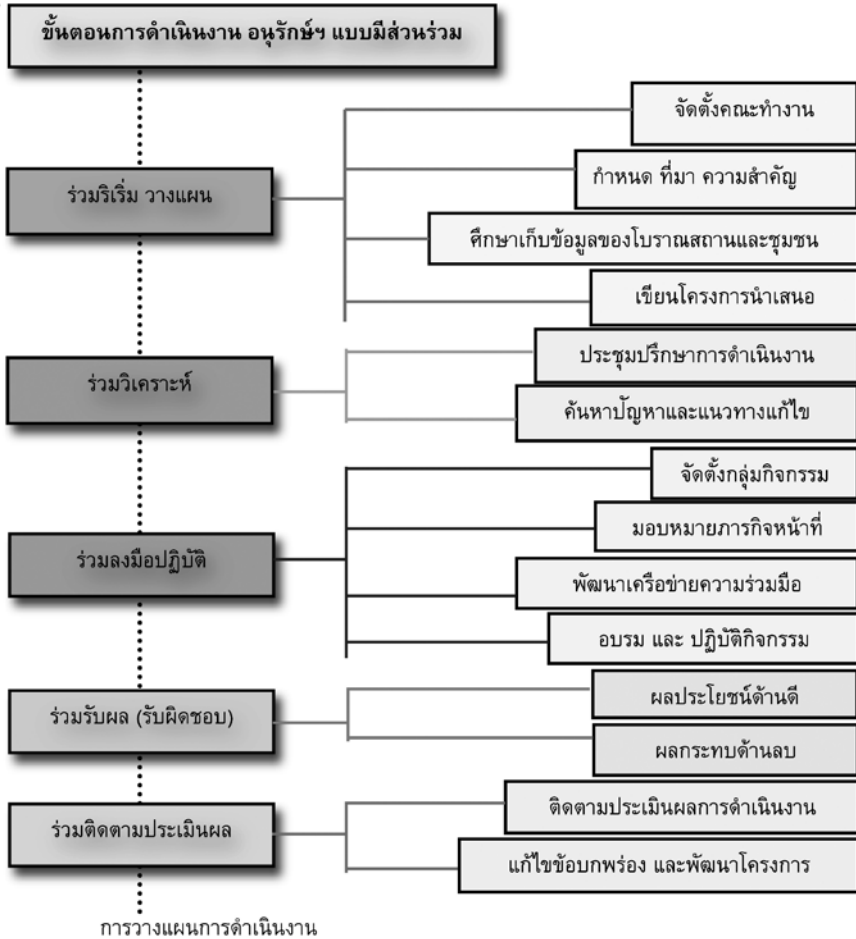 ขั้นตอนการดำเนินงาน อนุรักษ์ฯ แบบมีส่วนร่วม
ร่วมริเริ่ม วางแผน
จัดตั้งคณะทำงาน
กำหนด ที่มา ความสำคัญ
ศึกษาเก็บข้อมูลของโบราณสถานและชุมชน
เขียนโครงการนำเสนอ
ร่วมวิเคราะห์
ประชุมปรึกษาการดำเนินงาน
ค้นหาปัญหาและแนวทางแก้ไข
ร่วมลงมือปฏิบัติ
จัดตั้งกลุ่มกิจกรรม
มอบหมายภารกิจหน้าที่
พัฒนาเครือข่ายความร่วมมือ
อบรม และ ปฏิบัติกิจกรรม
ร่วมรับผล (รับผิดชอบ)
ผลประโยชน์ด้านดี
ผลกระทบด้านลบ
ร่วมติดตามประเมินผล
ติดตามประเมินผลการดำเนินงาน
แก้ไขข้อบกพร่อง และพัฒนาโครงการ
การวางแผนการดำเนินงาน